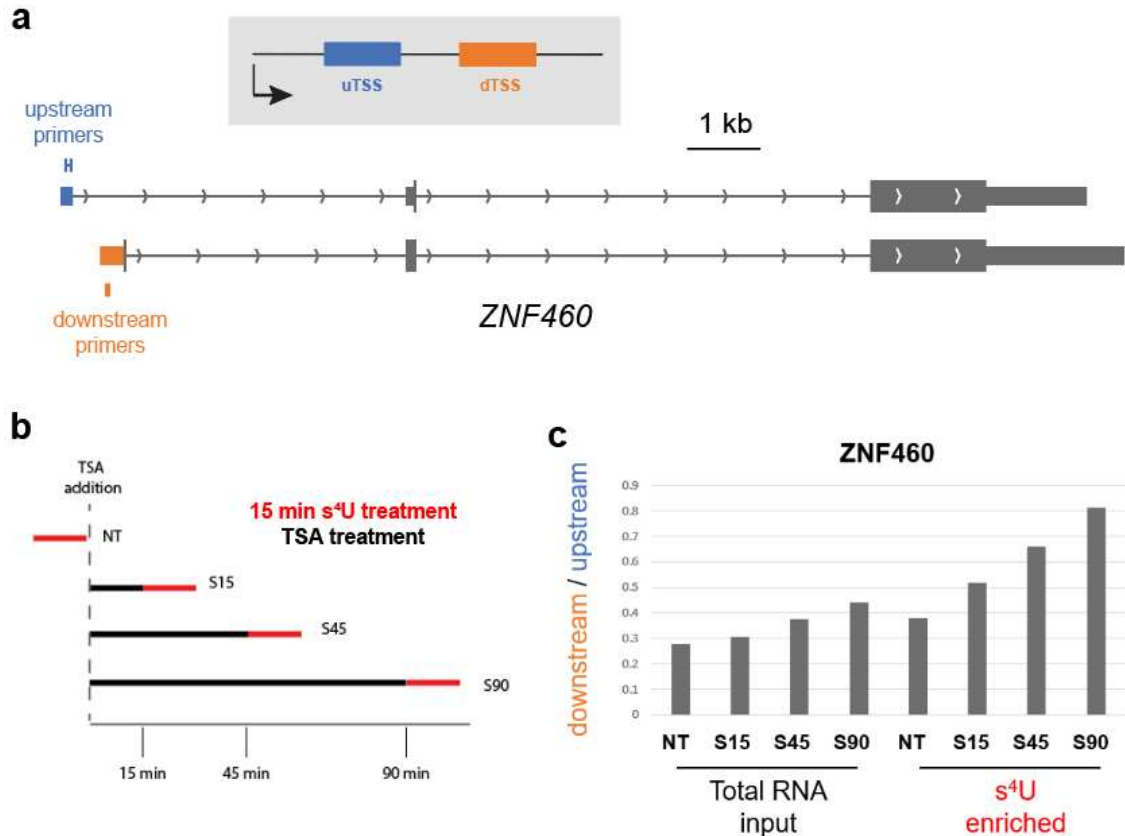 a
uTSS
dTSS
upstream
primers
1 kb
downstream
primers
ZNF460
b
TSA
addition
NT
15 min s⁴U treatment
TSA treatment
S15
S45
S90
15 min
45 min
90 min
c
ZNF460
downstream / upstream
0.9
0.8
0.7
0.6
0.5
0.4
0.3
0.2
0.1
0
NT S15 S45 S90 NT S15 S45 S90
Total RNA
input
s⁴U
enriched